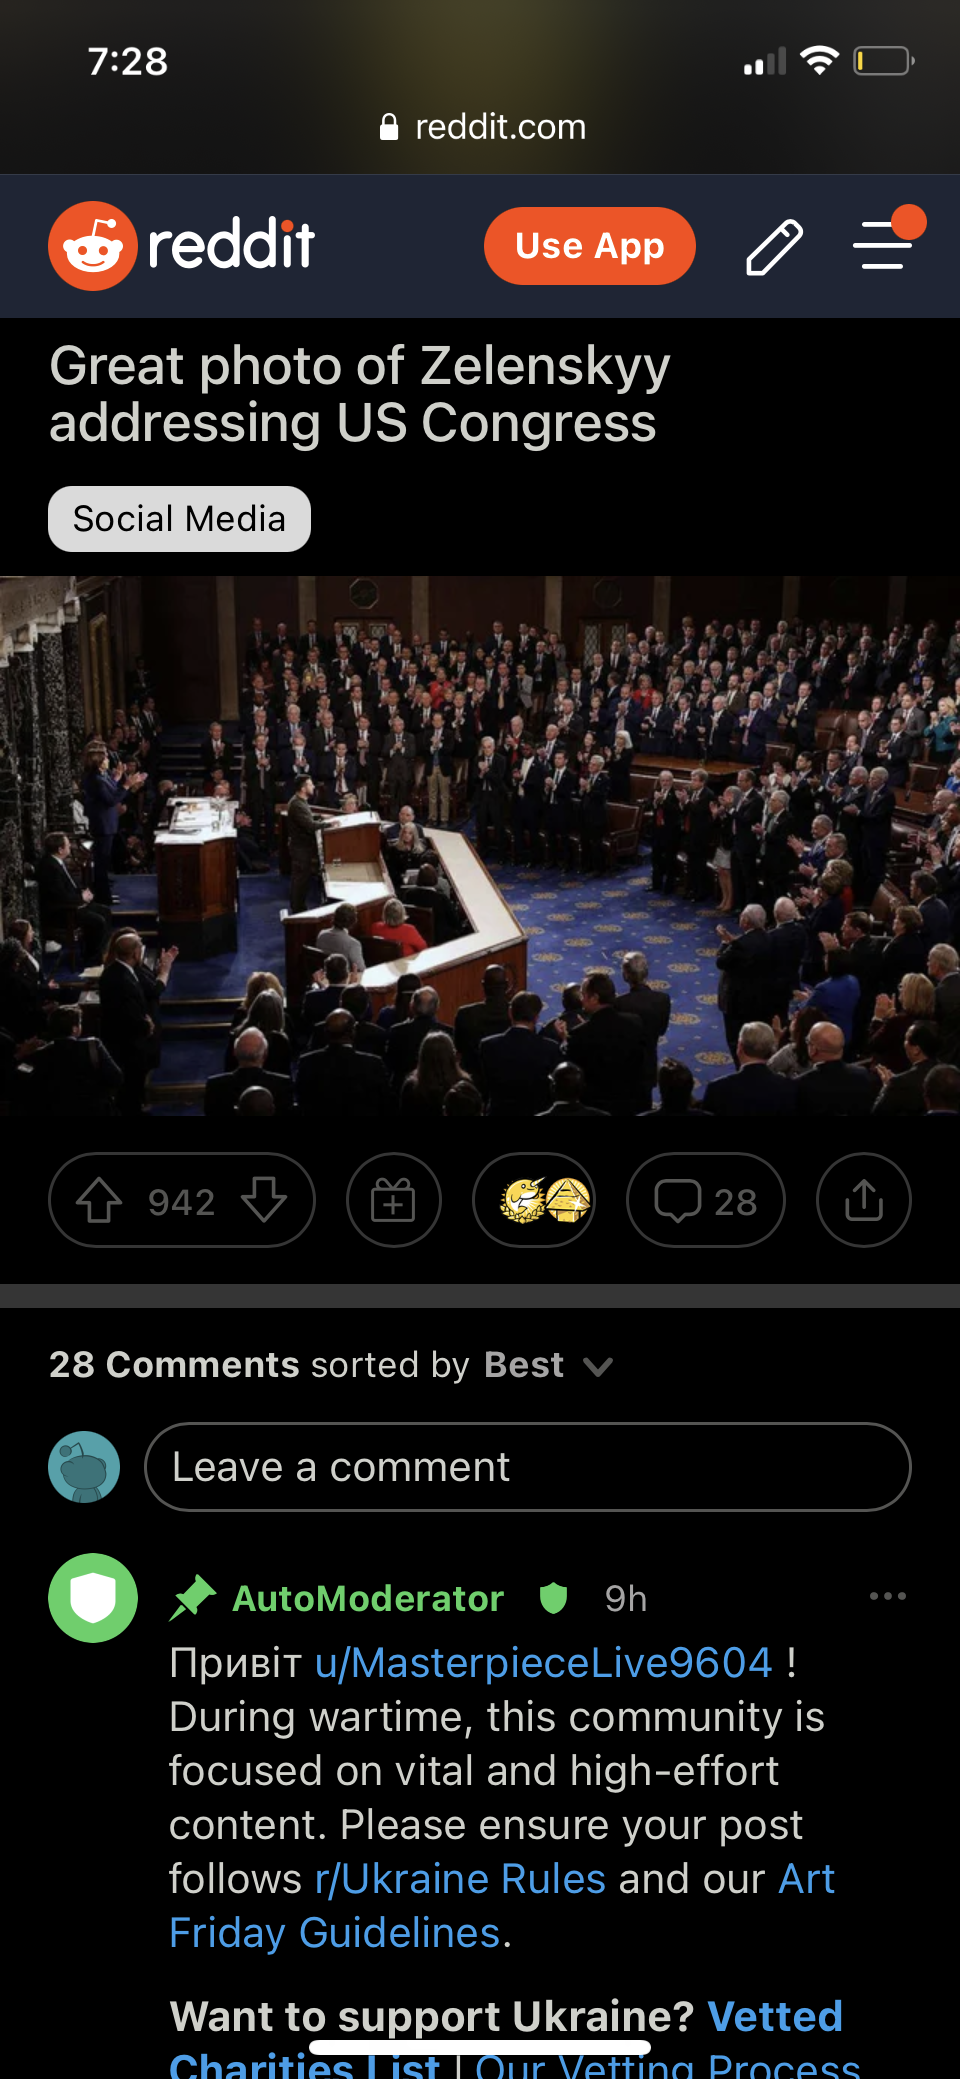 7:28
reddit.com
reddit
Use App
Great photo of Zelenskyy
addressing US Congress
Social Media
942
28
28 Comments sorted by Best
Leave a comment
AutoModerator 9h
Привіт u/MasterpieceLive9604 !
During wartime, this community is
focused on vital and high-effort
content. Please ensure your post
follows r/Ukraine Rules and our Art
Friday Guidelines.
Want to support Ukraine? Vetted
Charities List | Our Vetting Process